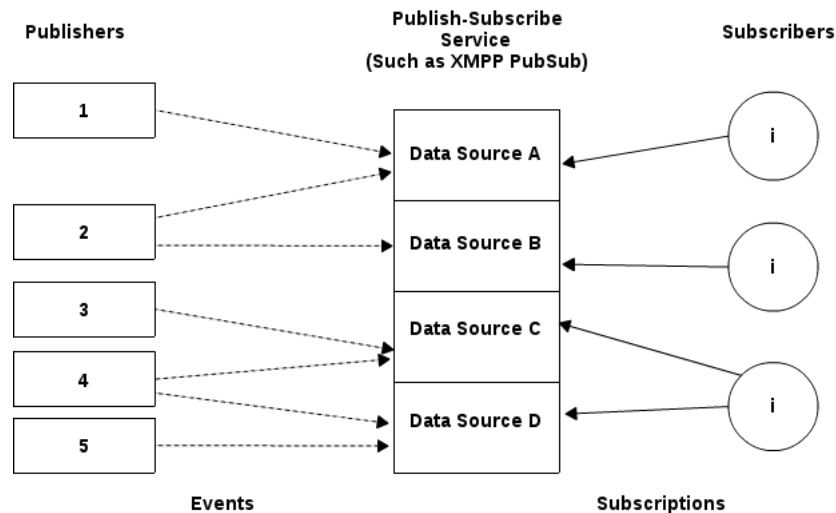 Publishers
Publish-Subscribe
Service
(Such as XMPP PubSub)
Subscribers
1
2
3
4
5
Data Source A
Data Source B
Data Source C
Data Source D
i
i
i
Events
Subscriptions